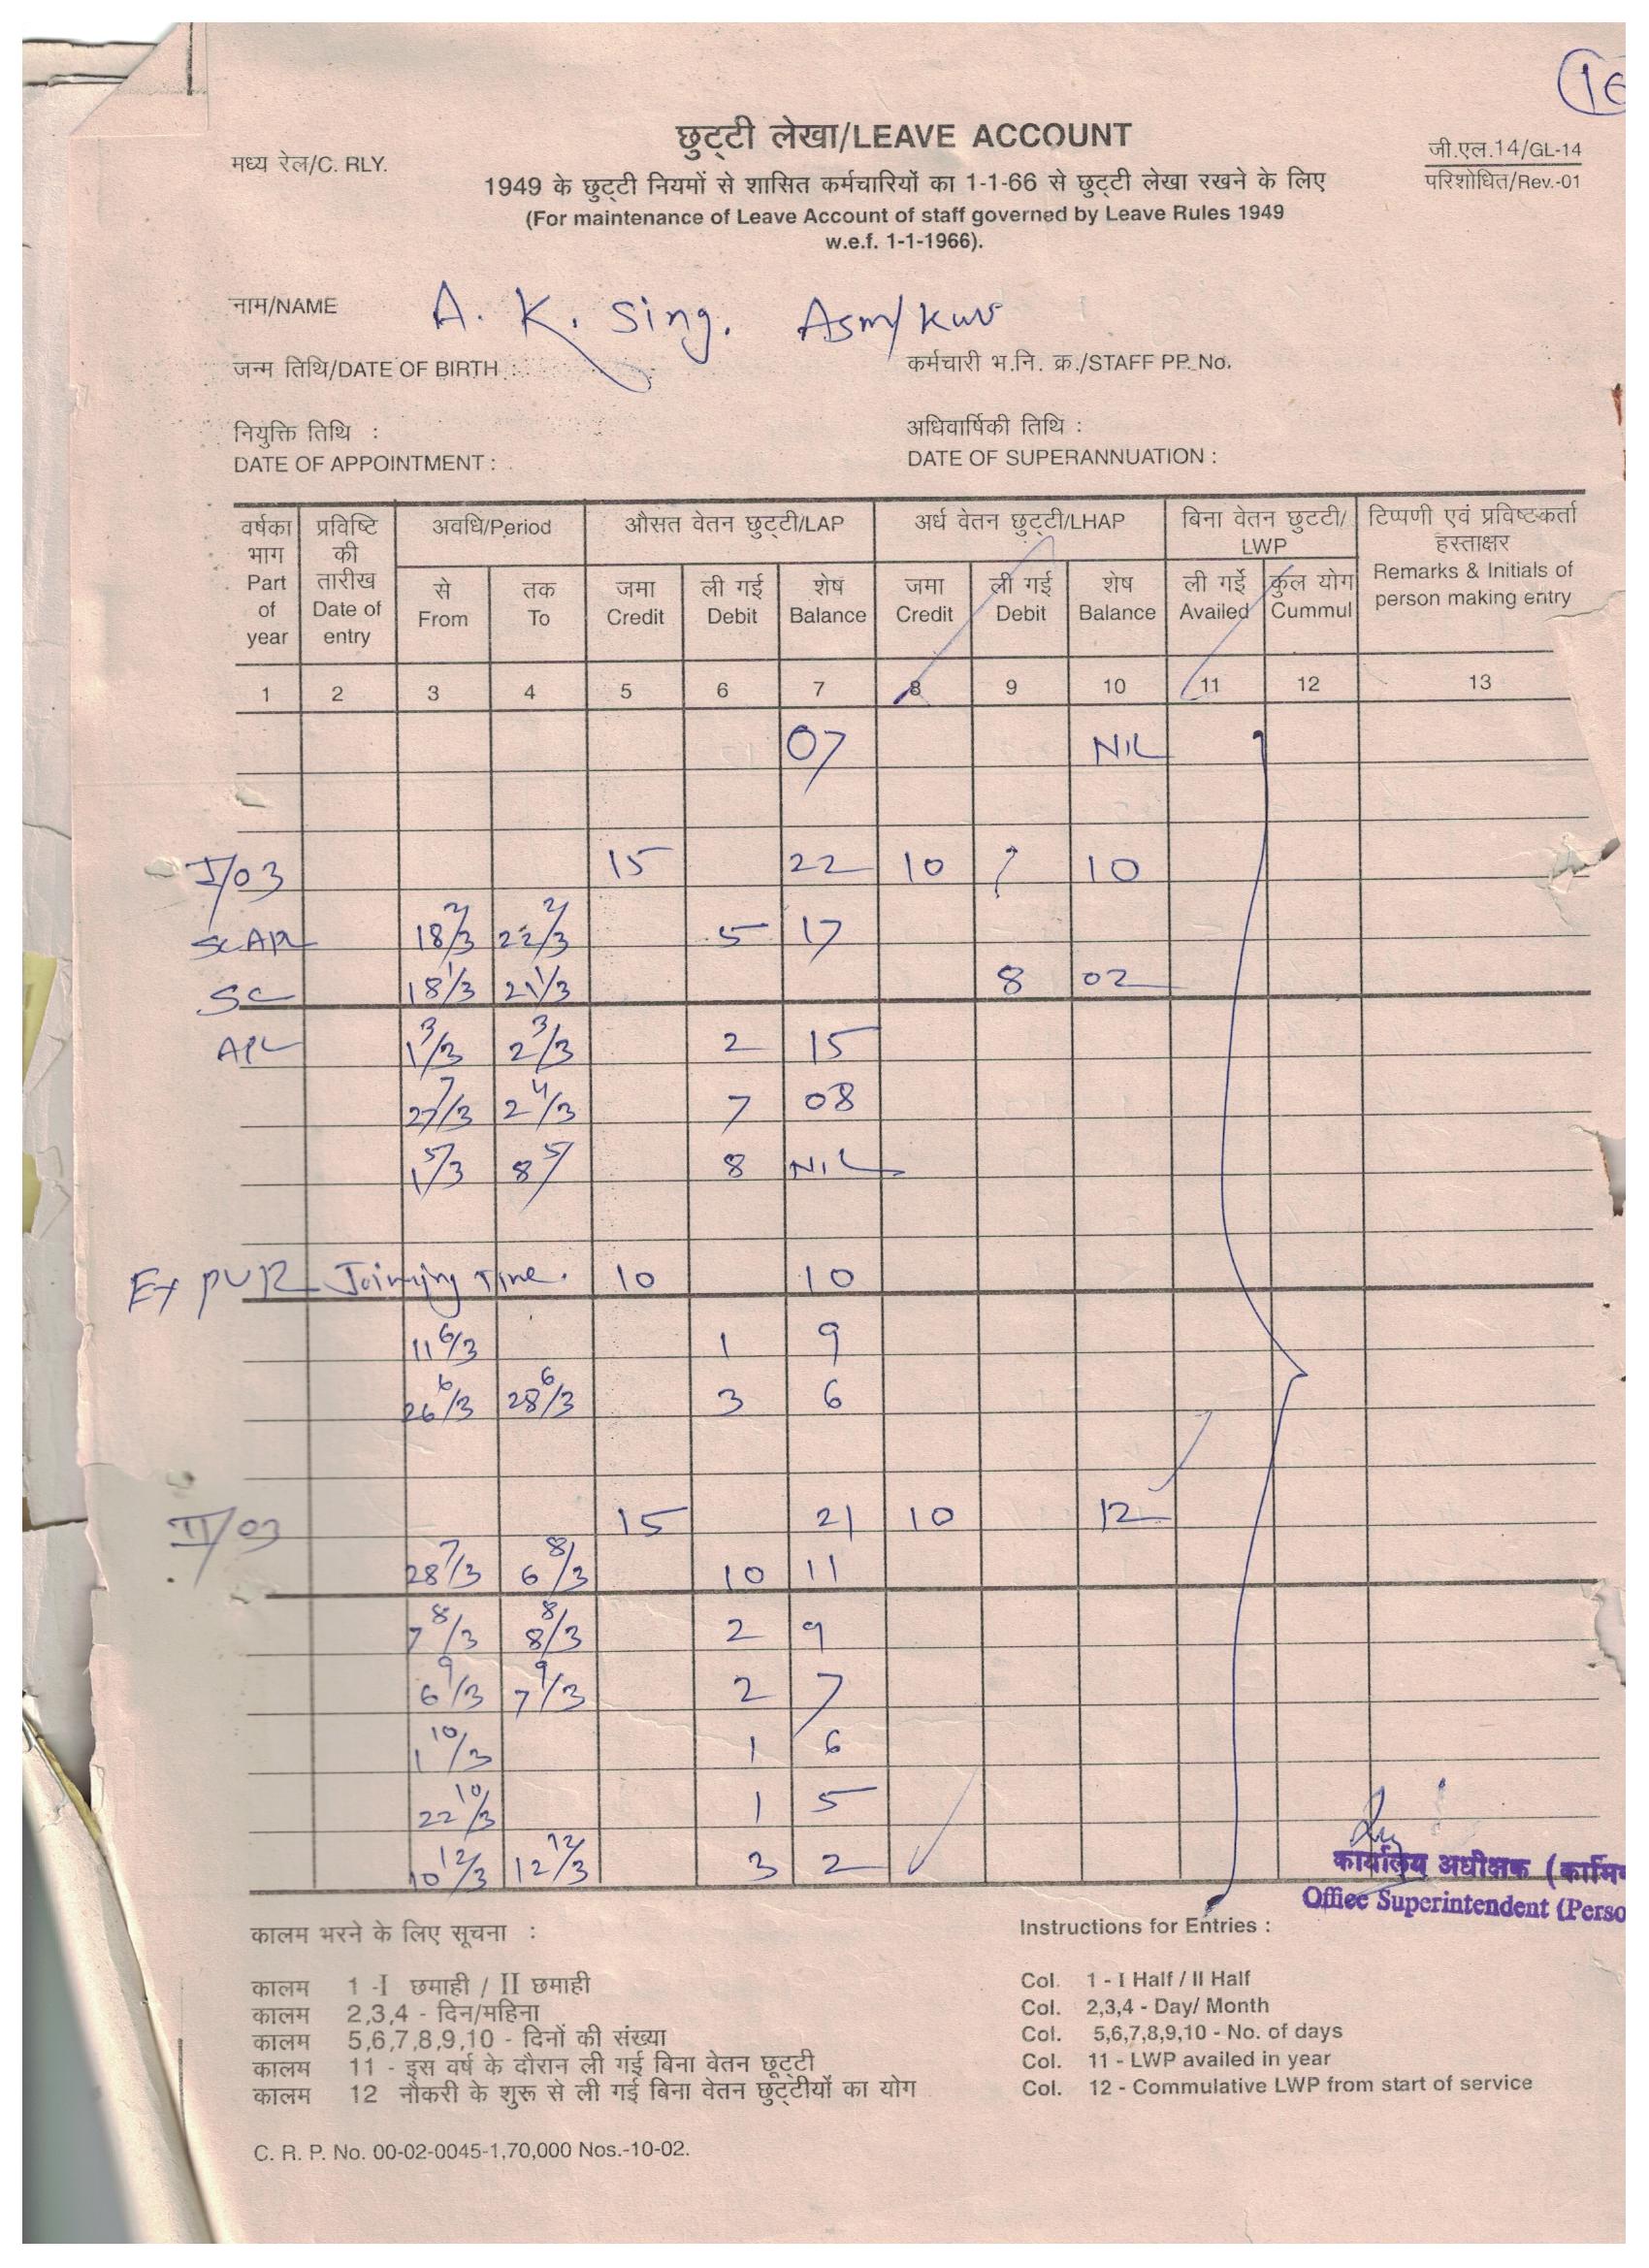 16
छुट्टी लेखा/LEAVE ACCOUNT
मध्य रेल/C. RLY.
जी.एल.14/GL-14
परिशोधित/Rev.-01
1949 के छुट्टी नियमों से शासित कर्मचारियों का 1-1-66 से छुट्टी लेखा रखने के लिए
(For maintenance of Leave Account of staff governed by Leave Rules 1949
w.e.f. 1-1-1966).
नाम/NAME A. K. Sing.
जन्म तिथि/DATE OF BIRTH : कर्मचारी भ.नि. क्र./STAFF PP. No.
नियुक्ति तिथि : अधिवार्षिकी तिथि :
DATE OF APPOINTMENT : DATE OF SUPERANNUATION :
वर्षका भाग Part of year प्रविष्टि की तारीख Date of entry अवधि/Period औसत वेतन छुट्टी/LAP अर्ध वेतन छुट्टी/LHAP बिना वेतन छुटटी/LWP टिप्पणी एवं प्रविष्ट-कर्ता हस्ताक्षर Remarks & Initials of person making entry
से From तक To जमा Credit ली गई Debit शेष Balance जमा Credit ली गई Debit शेष Balance ली गई Availed कुल योग Cummul
1 2 3 4 5 6 7 8 9 10 11 12 13
07 NIL
I/03 15 22 10 ? 10
SCAPL 18 2/3 22 2/3 5 17
SC 18 1/3 21 1/3 8 02
APL 1 3/3 2 3/3 2 15
27/3 2 4/3 7 08
1 5/3 8 5/ 8 NIL
Ex PUR Joinying Time. 10 10
11 6/3 1 9
26 6/3 28 6/3 3 6
II/03 15 21 10 12
28 7/3 6 8/3 10 11
7 8/3 8 8/3 2 9
6 9/3 7 9/3 2 7
1 10/3 1 6
22 10/3 1 5
10 12/3 12 12/3 3 2
कार्यालय अधीक्षक
Office Superintendent (Perso
कालम भरने के लिए सूचना : Instructions for Entries :
कालम 1 -I छमाही / II छमाही Col. 1 - I Half / II Half
कालम 2,3,4 - दिन/महिना Col. 2,3,4 - Day/ Month
कालम 5,6,7,8,9,10 - दिनों की संख्या Col. 5,6,7,8,9,10 - No. of days
कालम 11 - इस वर्ष के दौरान ली गई बिना वेतन छूट्टी Col. 11 - LWP availed in year
कालम 12 नौकरी के शुरू से ली गई बिना वेतन छुट्टीयों का योग Col. 12 - Commulative LWP from start of service
C. R. P. No. 00-02-0045-1,70,000 Nos.-10-02.